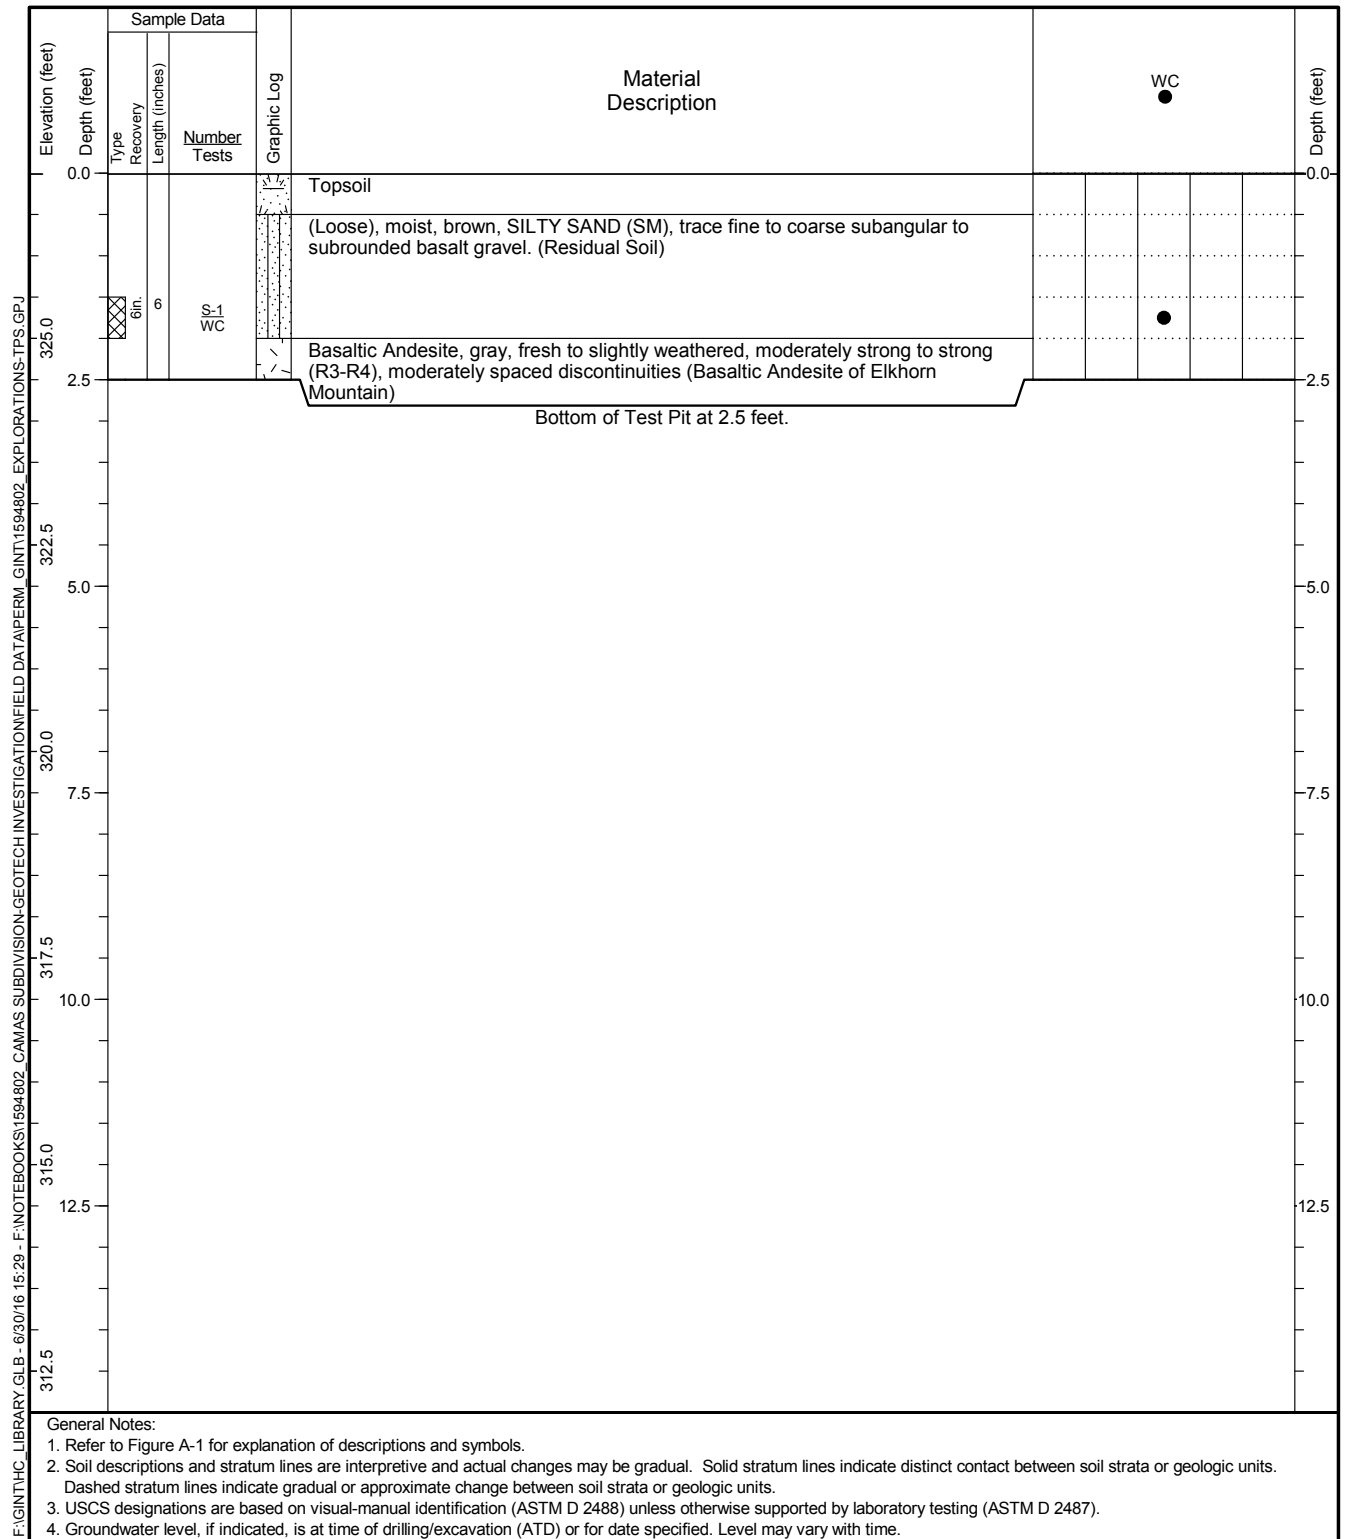 Sample Data
Elevation (feet)
Depth (feet)
Type
Recovery
Length (inches)
Number
Tests
Graphic Log
Material
Description
WC
Depth (feet)
0.0
0.0
Topsoil
(Loose), moist, brown, SILTY SAND (SM), trace fine to coarse subangular to
subrounded basalt gravel. (Residual Soil)
6in.
6
S-1
WC
325.0
Basaltic Andesite, gray, fresh to slightly weathered, moderately strong to strong
(R3-R4), moderately spaced discontinuities (Basaltic Andesite of Elkhorn
Mountain)
2.5
2.5
Bottom of Test Pit at 2.5 feet.
322.5
5.0
5.0
320.0
7.5
7.5
317.5
10.0
10.0
315.0
12.5
12.5
312.5
F:\GINT\HC_LIBRARY.GLB - 6/30/16 15:29 - F:\NOTEBOOKS\1594802_CAMAS SUBDIVISION-GEOTECH INVESTIGATION\FIELD DATA\PERM_GINT\1594802_EXPLORATIONS-TPS.GPJ
General Notes:
1. Refer to Figure A-1 for explanation of descriptions and symbols.
2. Soil descriptions and stratum lines are interpretive and actual changes may be gradual. Solid stratum lines indicate distinct contact between soil strata or geologic units.
Dashed stratum lines indicate gradual or approximate change between soil strata or geologic units.
3. USCS designations are based on visual-manual identification (ASTM D 2488) unless otherwise supported by laboratory testing (ASTM D 2487).
4. Groundwater level, if indicated, is at time of drilling/excavation (ATD) or for date specified. Level may vary with time.